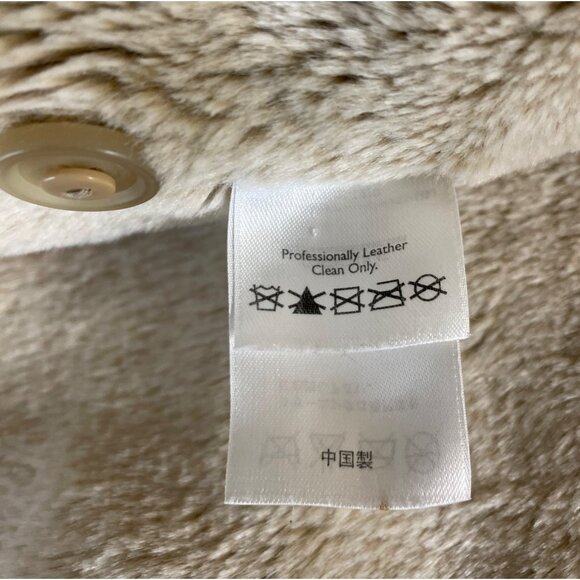 Professionally Leather
Clean Only.
中国製